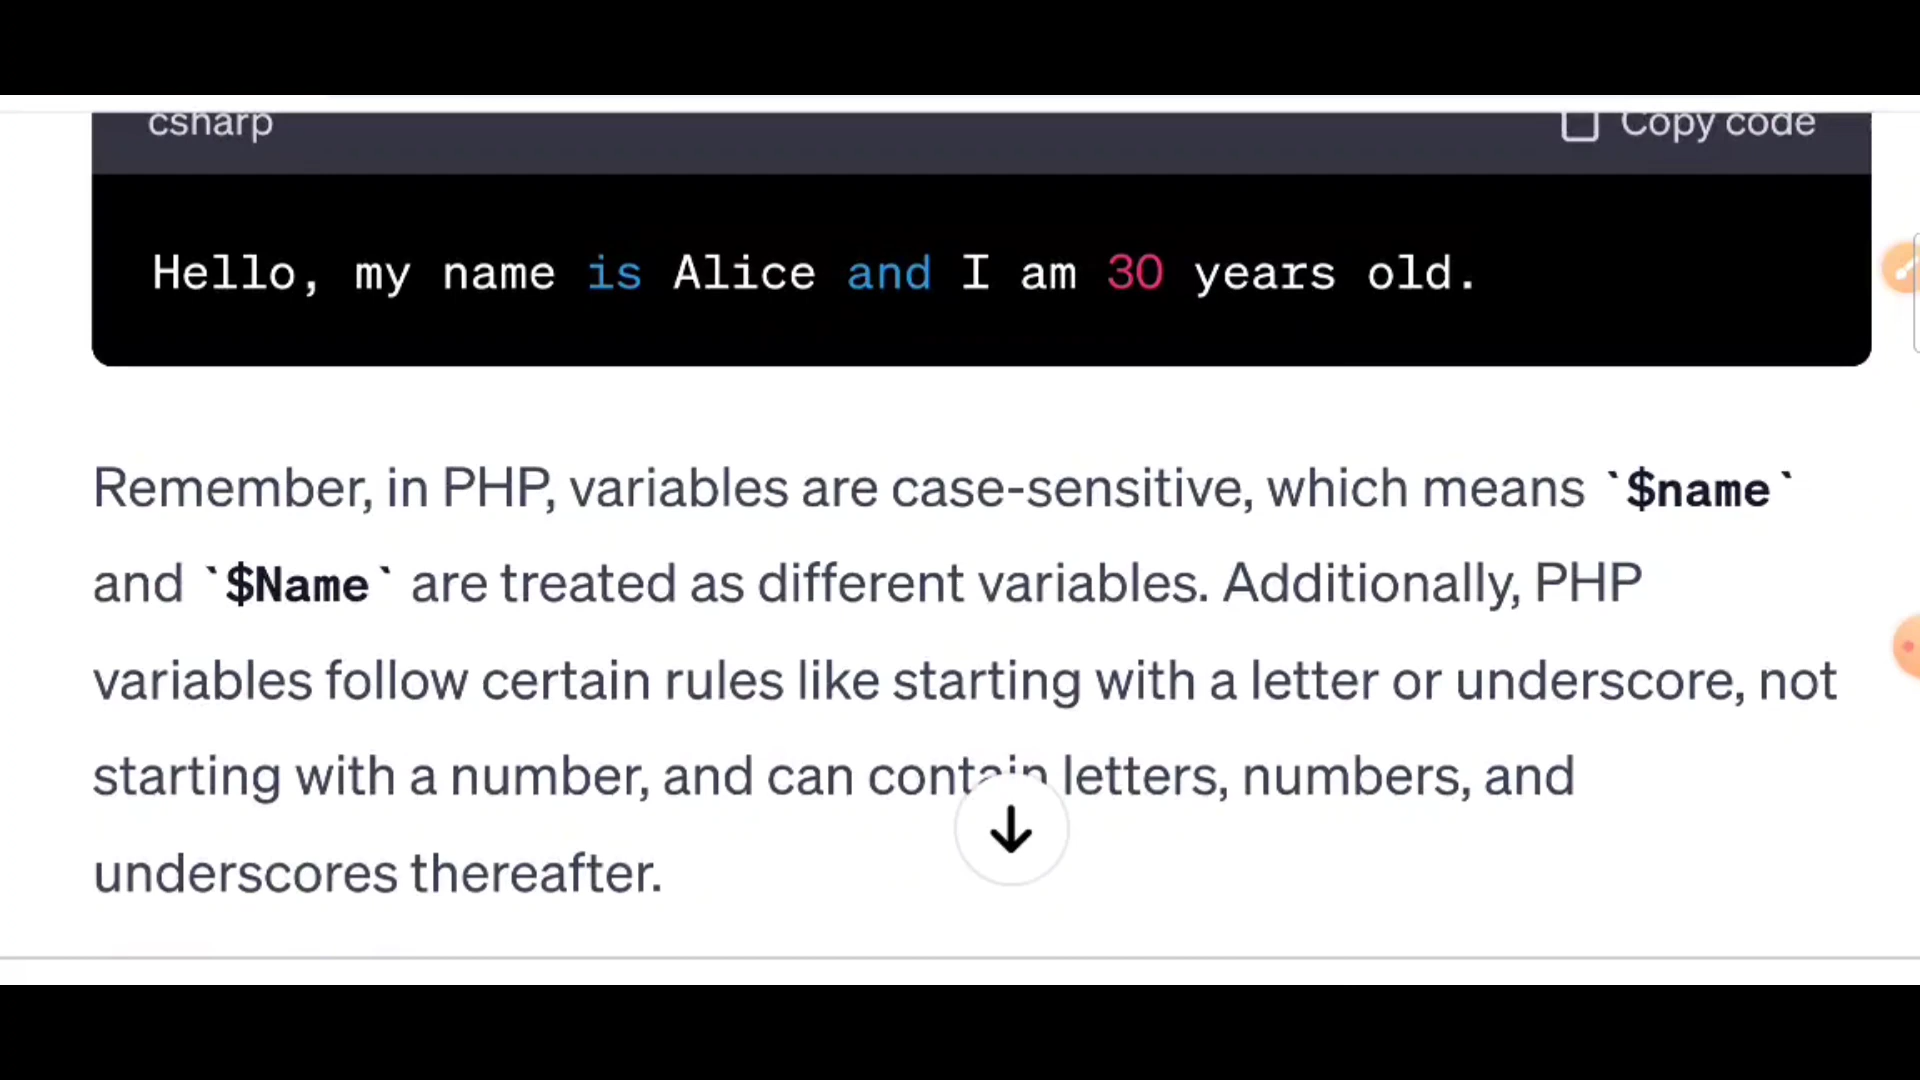 csharp
Copy code
Hello, my name is Alice and I am 30 years old.
Remember, in PHP, variables are case-sensitive, which means `$name`
and `$Name` are treated as different variables. Additionally, PHP
variables follow certain rules like starting with a letter or underscore, not
starting with a number, and can contain letters, numbers, and
underscores thereafter.